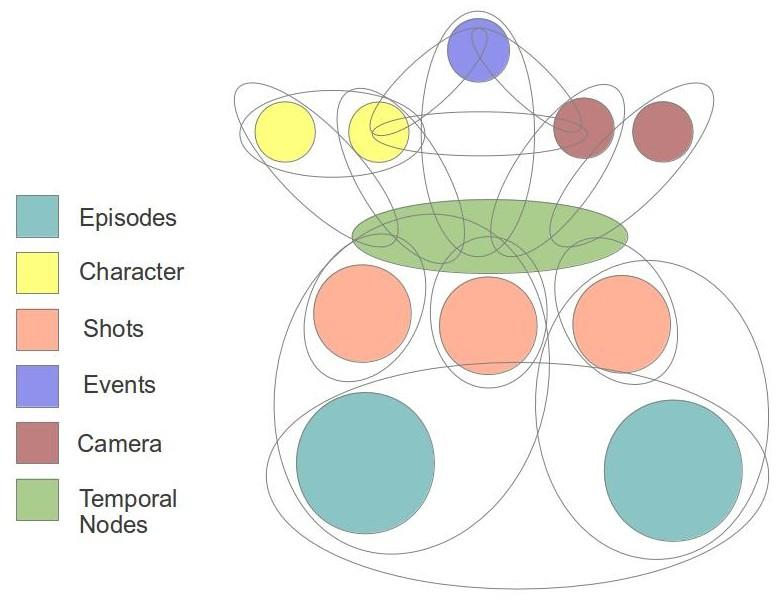 Episodes
Character
Shots
Events
Camera
Temporal
Nodes